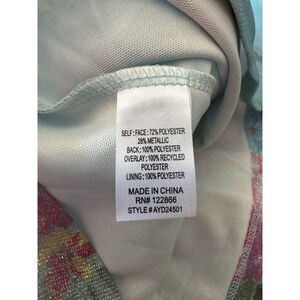 SELF: FACE: 72% POLYESTER
28% METALLIC
BACK: 100% POLYESTER
OVERLAY: 100% RECYCLED
POLYESTER
LINING: 100% POLYESTER
MADE IN CHINA
RN# 122866
STYLE # AYD24501